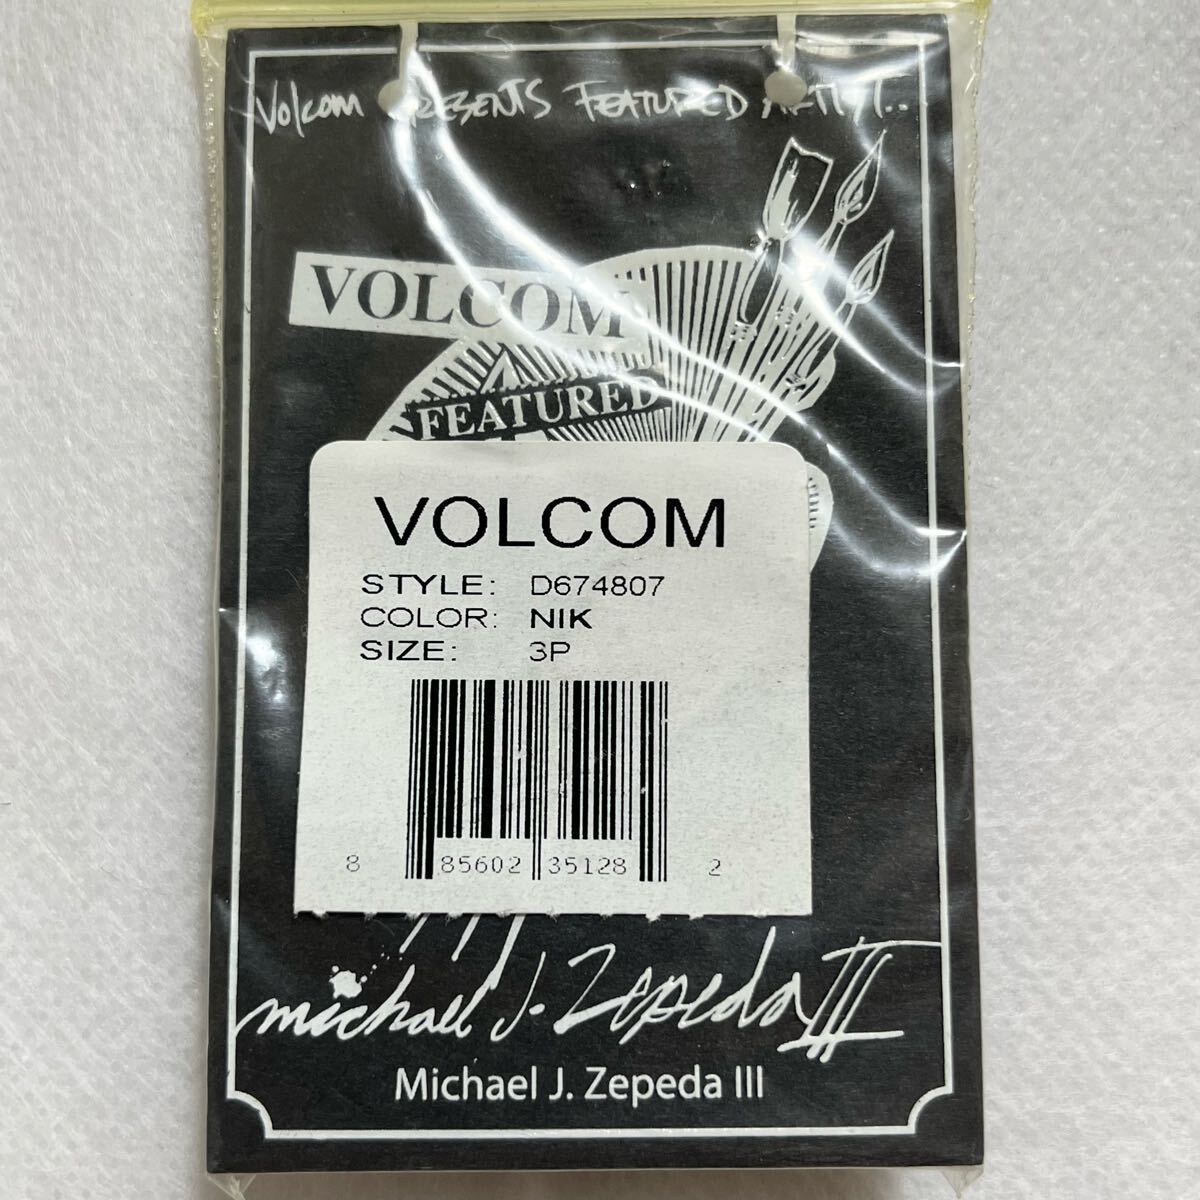 Volcom PRESENTS FEATURED ARTIST..
VOLCOM
FEATURED
VOLCOM
STYLE: D674807
COLOR: NIK
SIZE: 3P
8 85602 35128 2
michael J. Zepeda III
Michael J. Zepeda III